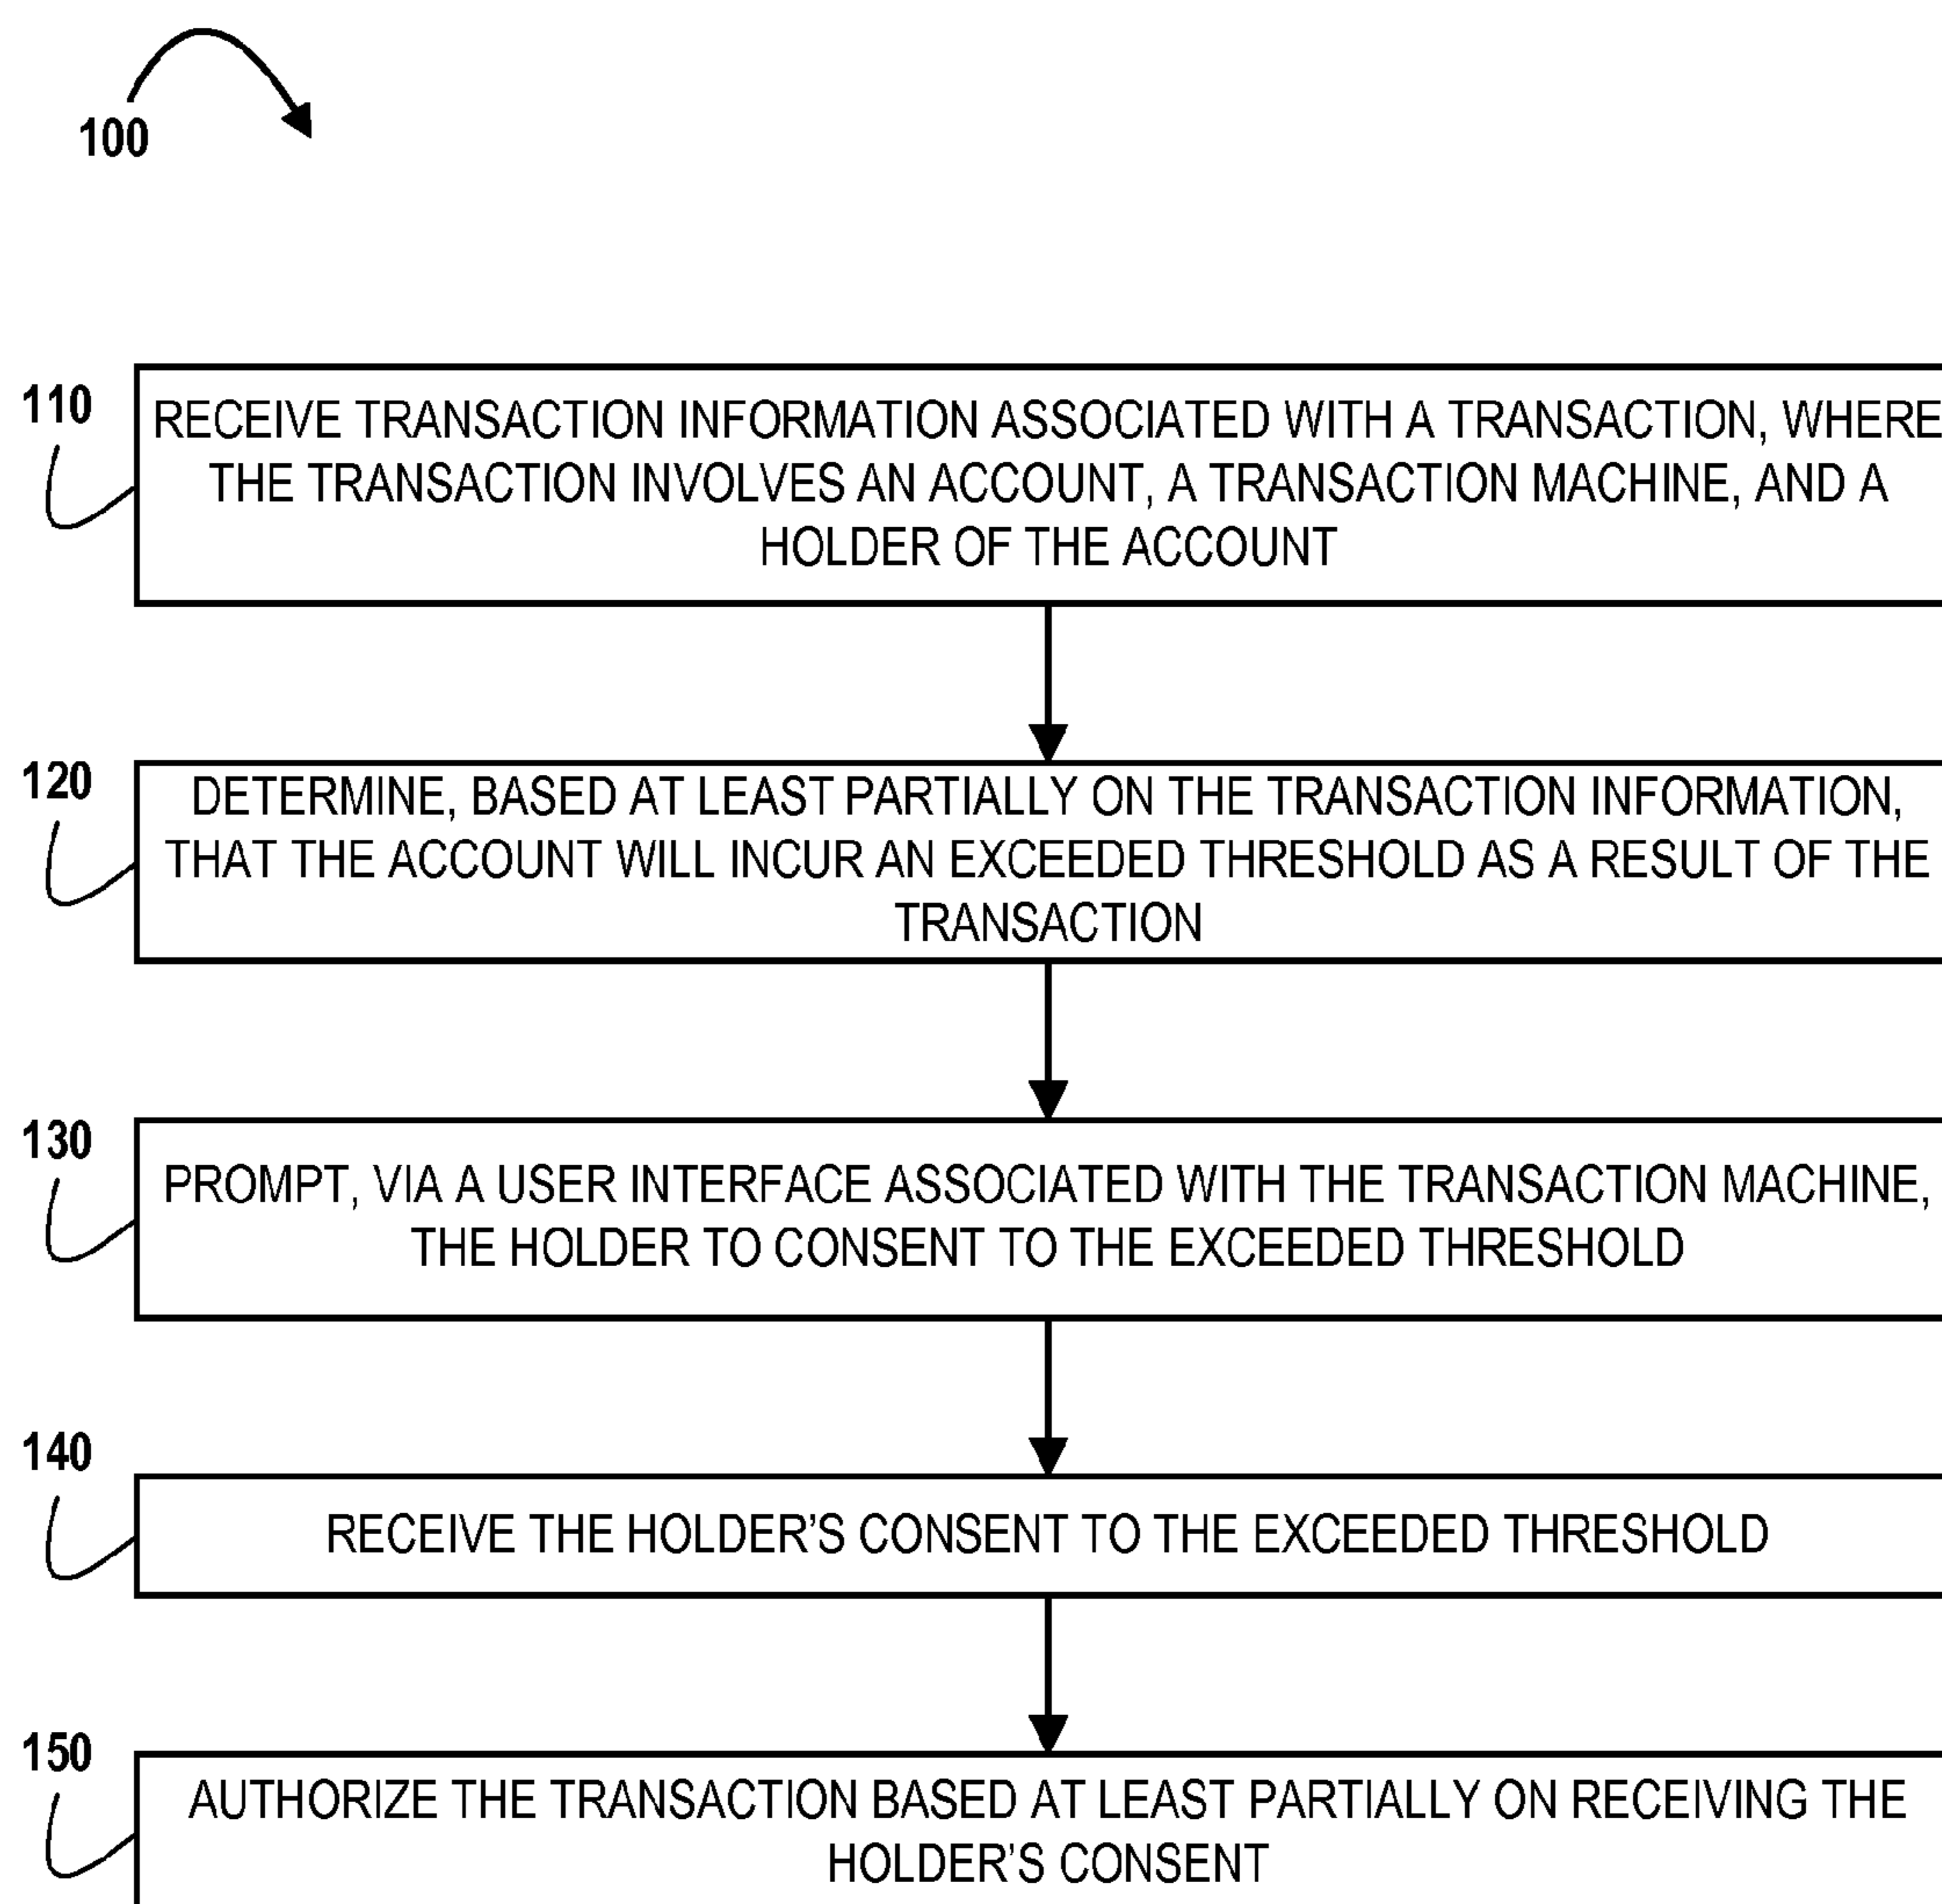 100
110
RECEIVE TRANSACTION INFORMATION ASSOCIATED WITH A TRANSACTION, WHERE
THE TRANSACTION INVOLVES AN ACCOUNT, A TRANSACTION MACHINE, AND A
HOLDER OF THE ACCOUNT
120
DETERMINE, BASED AT LEAST PARTIALLY ON THE TRANSACTION INFORMATION,
THAT THE ACCOUNT WILL INCUR AN EXCEEDED THRESHOLD AS A RESULT OF THE
TRANSACTION
130
PROMPT, VIA A USER INTERFACE ASSOCIATED WITH THE TRANSACTION MACHINE,
THE HOLDER TO CONSENT TO THE EXCEEDED THRESHOLD
140
RECEIVE THE HOLDER'S CONSENT TO THE EXCEEDED THRESHOLD
150
AUTHORIZE THE TRANSACTION BASED AT LEAST PARTIALLY ON RECEIVING THE
HOLDER'S CONSENT